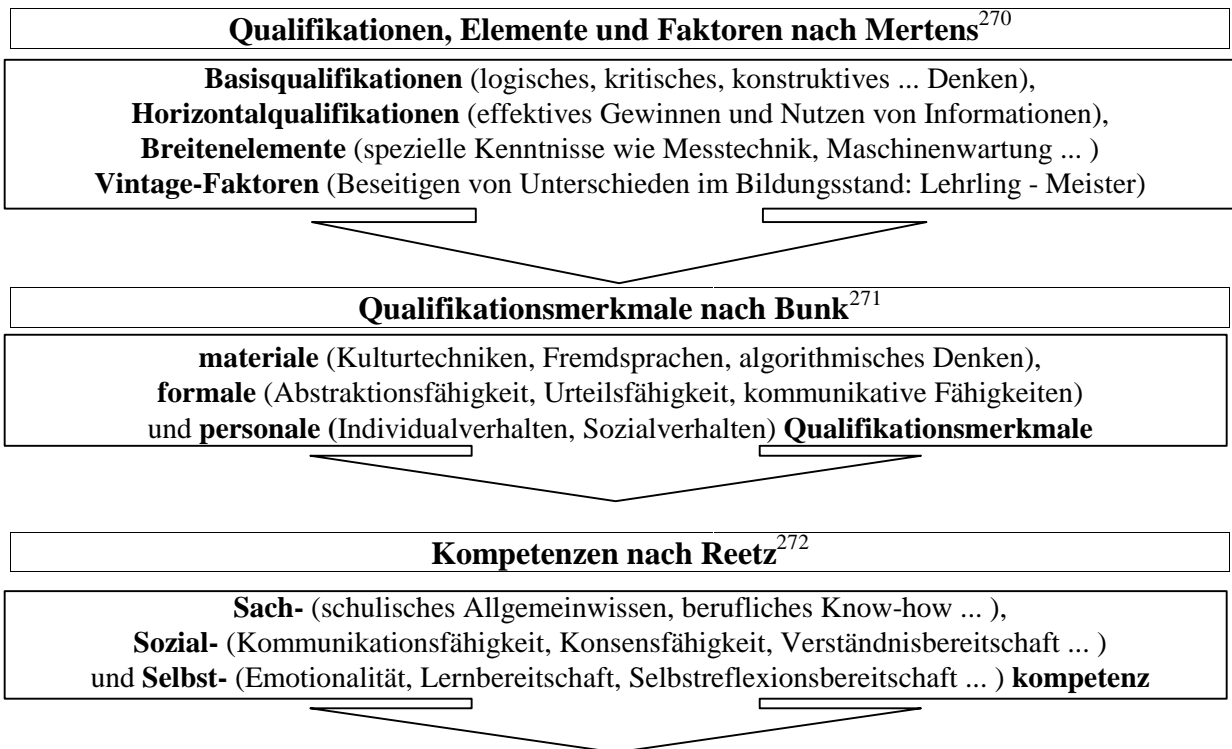 Qualifikationen, Elemente und Faktoren nach Mertens270
Basisqualifikationen (logisches, kritisches, konstruktives ... Denken),
Horizontalqualifikationen (effektives Gewinnen und Nutzen von Informationen),
Breitenelemente (spezielle Kenntnisse wie Messtechnik, Maschinenwartung ... )
Vintage-Faktoren (Beseitigen von Unterschieden im Bildungsstand: Lehrling - Meister)
Qualifikationsmerkmale nach Bunk271
materiale (Kulturtechniken, Fremdsprachen, algorithmisches Denken),
formale (Abstraktionsfähigkeit, Urteilsfähigkeit, kommunikative Fähigkeiten)
und personale (Individualverhalten, Sozialverhalten) Qualifikationsmerkmale
Kompetenzen nach Reetz272
Sach- (schulisches Allgemeinwissen, berufliches Know-how ... ),
Sozial- (Kommunikationsfähigkeit, Konsensfähigkeit, Verständnisbereitschaft ... )
und Selbst- (Emotionalität, Lernbereitschaft, Selbstreflexionsbereitschaft ... ) kompetenz